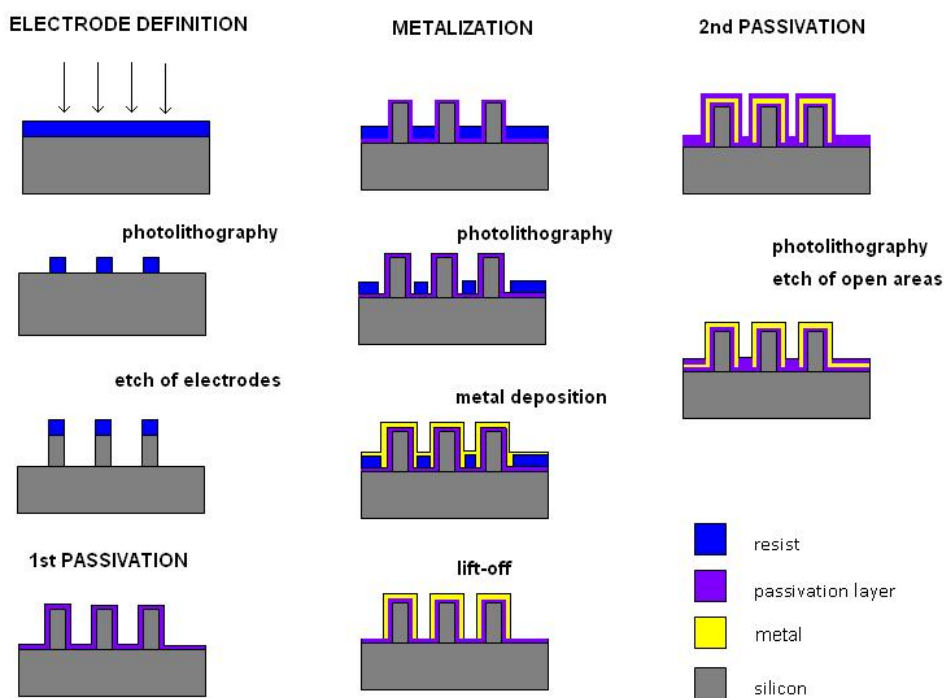 ELECTRODE DEFINITION
photolithography
etch of electrodes
1st PASSIVATION
METALIZATION
photolithography
metal deposition
lift-off
2nd PASSIVATION
photolithography
etch of open areas
resist
passivation layer
metal
silicon